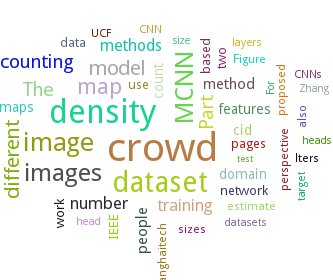 data UCF CNN size layers
counting methods based two Figure
The model count CNNs
maps map use MCNN method For proposed Zhang
density Part features also
different image crowd cid pages perspective heads
images dataset domain test lters
work number people training network target
head IEEE sizes estimate
anghaitech datasets